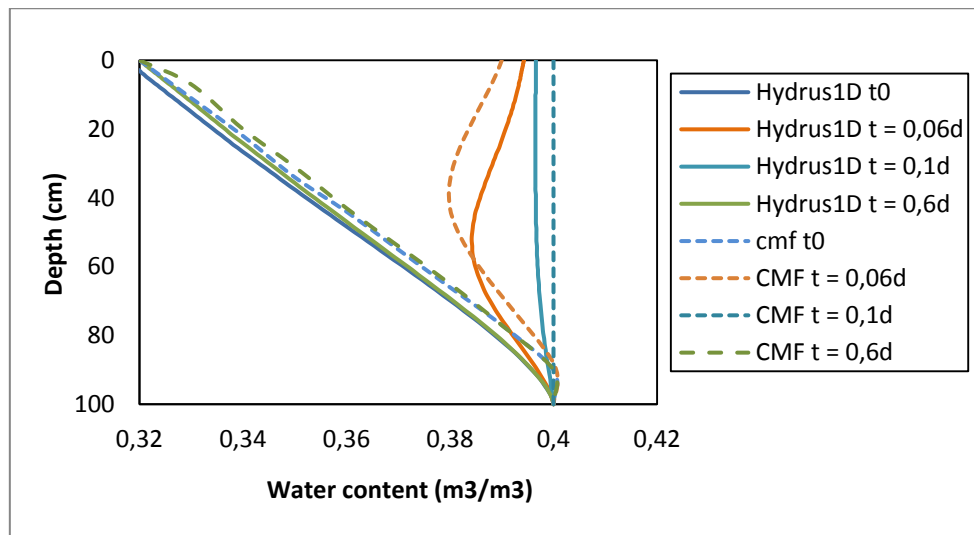 0
20
40
60
80
100
Depth (cm)
0,32
0,34
0,36
0,38
0,4
0,42
Water content (m3/m3)
Hydrus1D t0
Hydrus1D t = 0,06d
Hydrus1D t = 0,1d
Hydrus1D t = 0,6d
cmf t0
CMF t = 0,06d
CMF t = 0,1d
CMF t = 0,6d